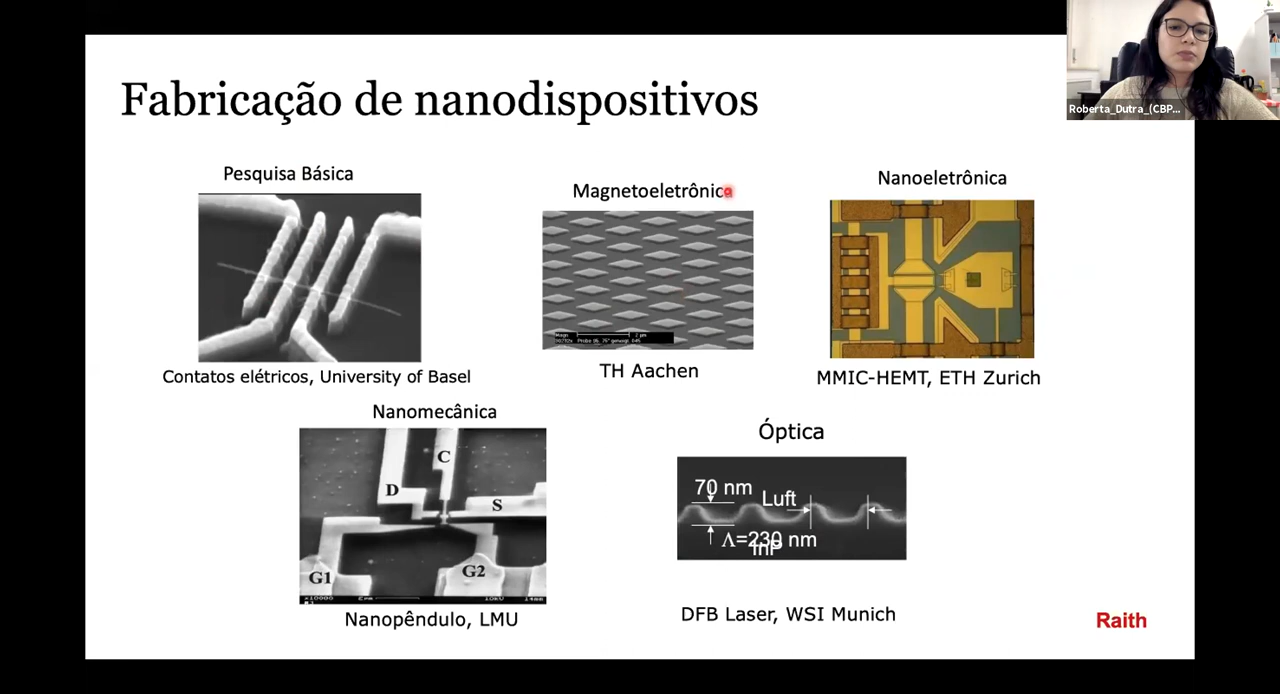 Fabricação de nanodispositivos
Roberta_Dutra_(CBP...
Pesquisa Básica
Magnetoeletrônica
Nanoeletrônica
Contatos elétricos, University of Basel
TH Aachen
MMIC-HEMT, ETH Zurich
Nanomecânica
C
D
S
G1
G2
Nanopêndulo, LMU
Óptica
70 nm
Luft
Λ=230 nm
InP
DFB Laser, WSI Munich
Raith